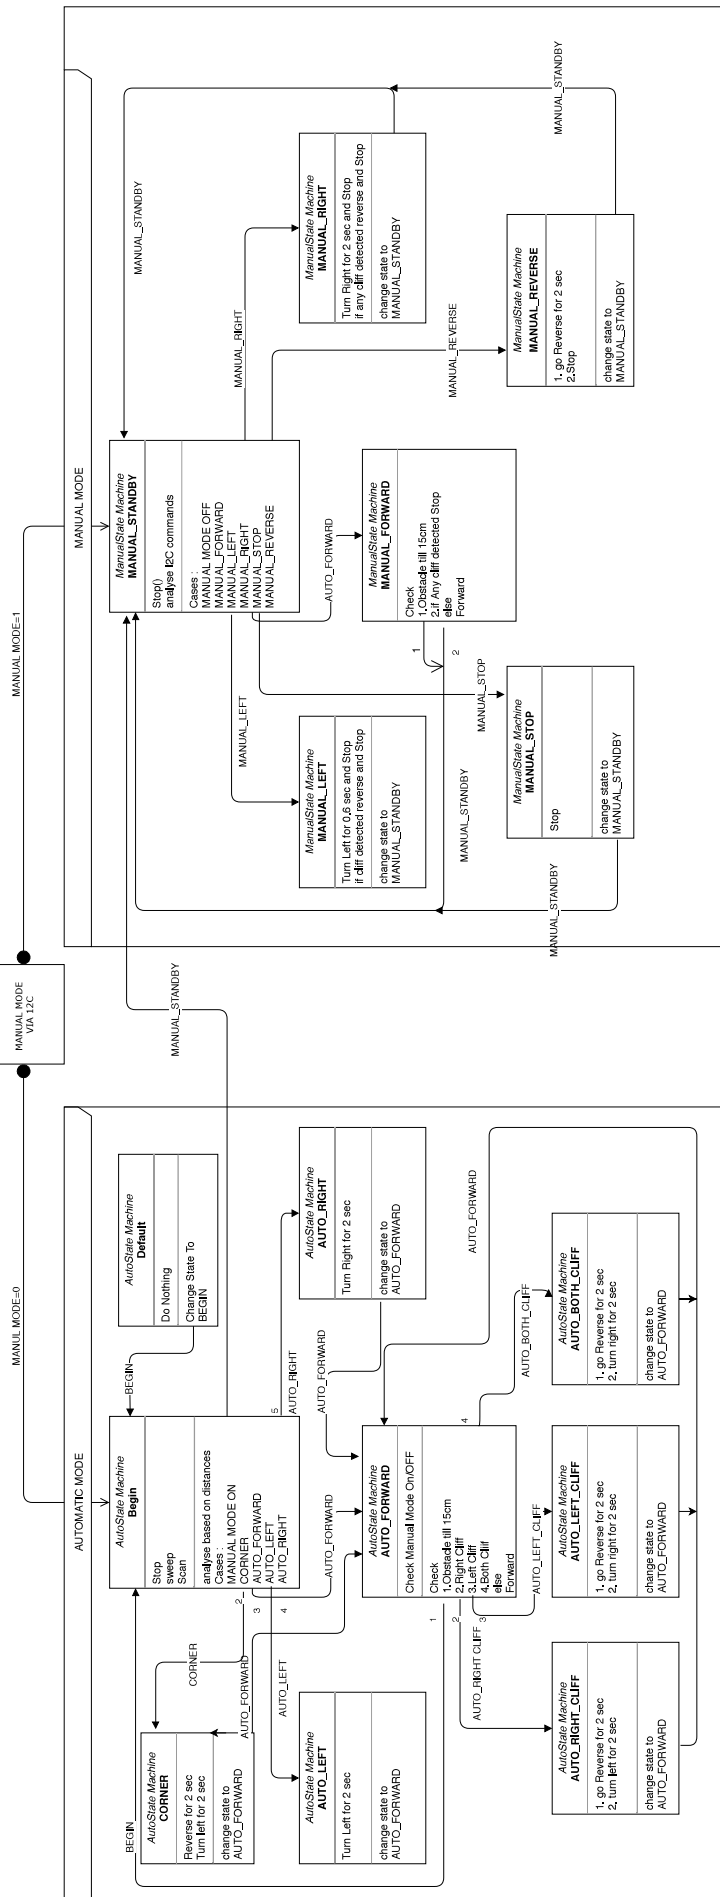 MANUAL MODE
VIA 12C
MANUL MODE=0
MANUAL MODE=1
AUTOMATIC MODE
AutoState Machine
Begin
Stop
sweep
Scan
analyse based on distances
Cases :
MANUAL MODE ON
CORNER
AUTO_FORWARD
AUTO_LEFT
AUTO_RIGHT
BEGIN
AutoState Machine
Default
Do Nothing
Change State To
BEGIN
MANUAL_STANDBY
BEGIN
CORNER
2
3
4
5
AutoState Machine
CORNER
Reverse for 2 sec
Turn left for 2 sec
change state to
AUTO_FORWARD
AUTO_FORWARD
AUTO_LEFT
AUTO_FORWARD
AUTO_RIGHT
AUTO_FORWARD
AutoState Machine
AUTO_LEFT
Turn Left for 2 sec
change state to
AUTO_FORWARD
AutoState Machine
AUTO_RIGHT
Turn Right for 2 sec
change state to
AUTO_FORWARD
AutoState Machine
AUTO_FORWARD
Check Manual Mode On/OFF
Check
1.Obstacle till 15cm
2.Right Cliff
3.Left Cliff
4.Both Cliif
else
Forward
1
2
3
4
AUTO_FORWARD
AUTO_RIGHT CLIFF
AUTO_LEFT_CLIFF
AUTO_BOTH_CLIFF
AutoState Machine
AUTO_RIGHT_CLIFF
1. go Reverse for 2 sec
2. turn left for 2 sec
change state to
AUTO_FORWARD
AutoState Machine
AUTO_LEFT_CLIFF
1. go Reverse for 2 sec
2. turn right for 2 sec
change state to
AUTO_FORWARD
AutoState Machine
AUTO_BOTH_CLIFF
1. go Reverse for 2 sec
2. turn right for 2 sec
change state to
AUTO_FORWARD
MANUAL MODE
ManualState Machine
MANUAL_STANDBY
Stop()
analyse I2C commands
Cases :
MANUAL MODE OFF
MANUAL_FORWARD
MANUAL_LEFT
MANUAL_RIGHT
MANUAL_STOP
MANUAL_REVERSE
MANUAL_STANDBY
MANUAL_LEFT
AUTO_FORWARD
MANUAL_RIGHT
ManualState Machine
MANUAL_LEFT
Turn Left for 0.6 sec and Stop
if cliff detected reverse and Stop
change state to
MANUAL_STANDBY
ManualState Machine
MANUAL_RIGHT
Turn Right for 2 sec and Stop
if any cliff detected reverse and Stop
change state to
MANUAL_STANDBY
ManualState Machine
MANUAL_FORWARD
Check
1.Obstacle till 15cm
2.if Any cliff detected Stop
else
Forward
1
2
MANUAL_STANDBY
MANUAL_STOP
MANUAL_REVERSE
ManualState Machine
MANUAL_STOP
Stop
change state to
MANUAL_STANDBY
ManualState Machine
MANUAL_REVERSE
1. go Reverse for 2 sec
2.Stop
change state to
MANUAL_STANDBY
MANUAL_STANDBY
MANUAL_STANDBY